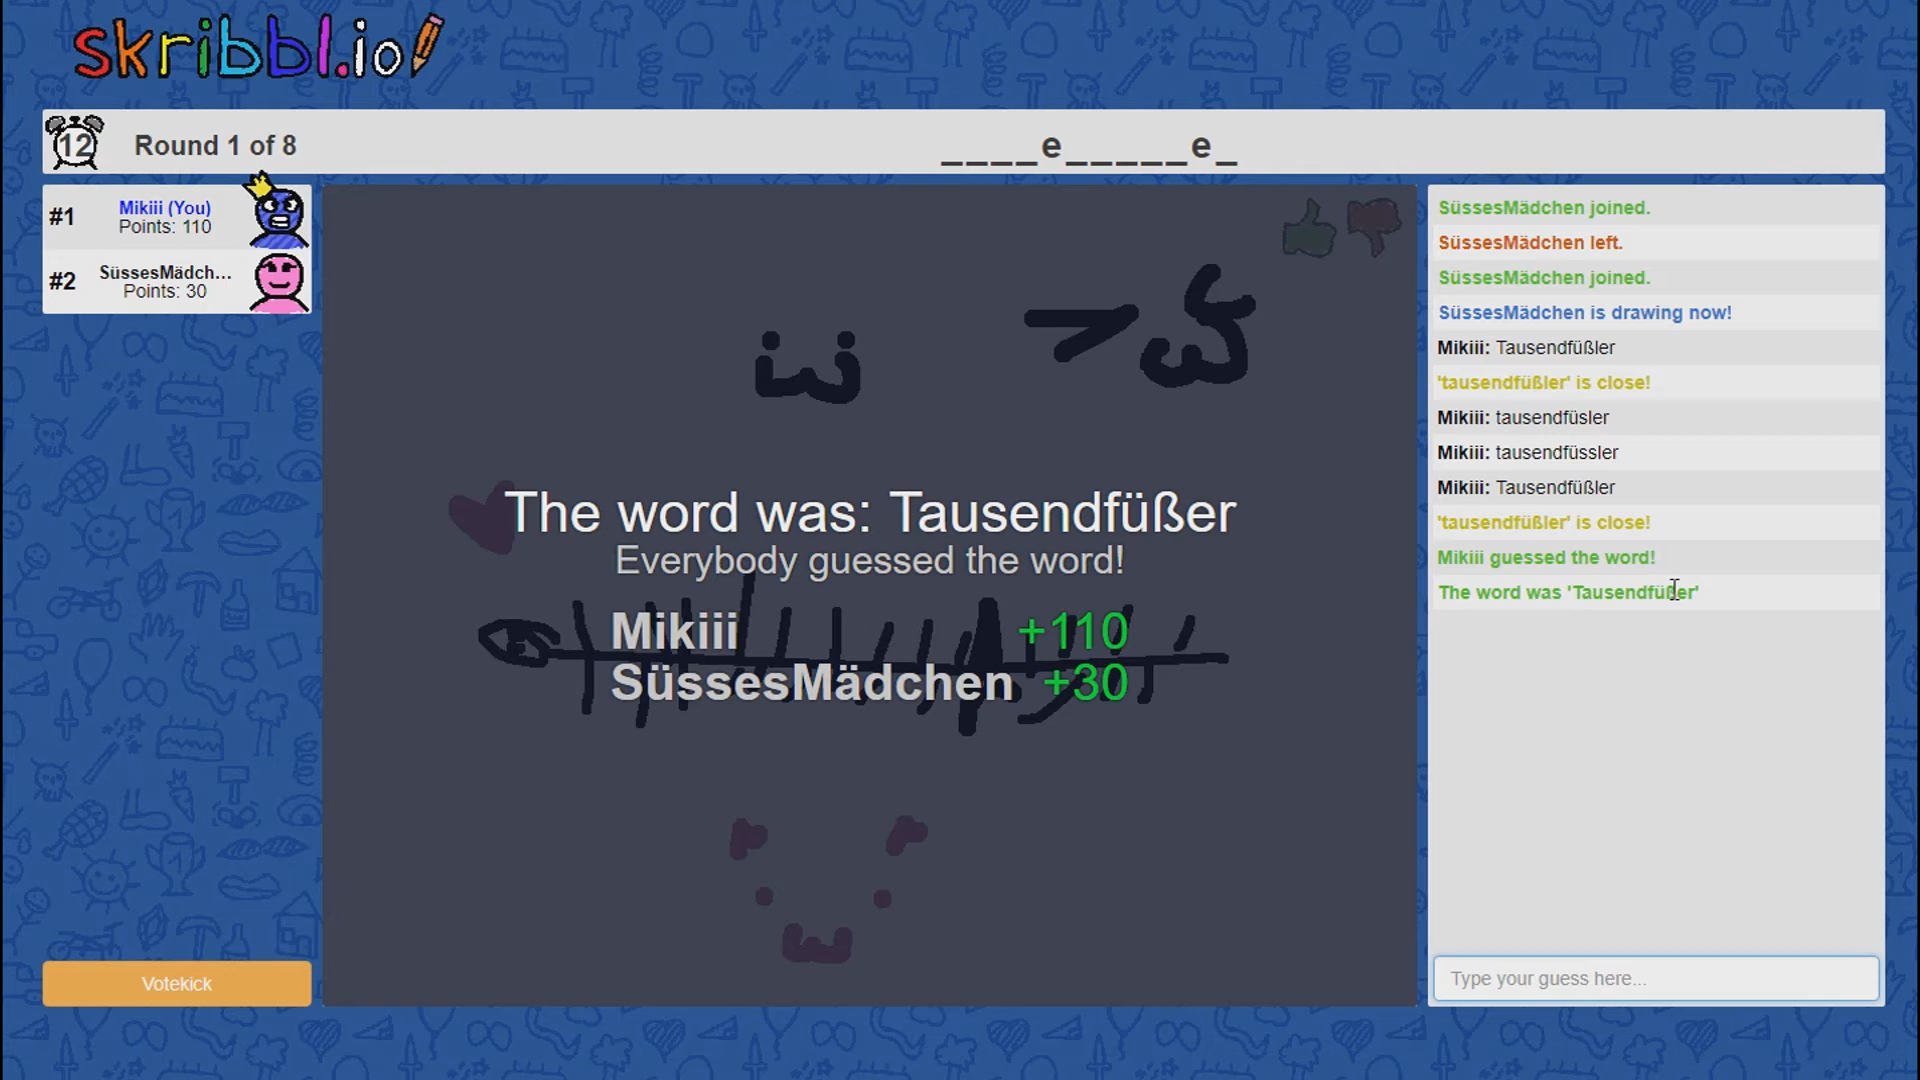 skribbl.io
12
Round 1 of 8
____e_____e_
#1
Mikiii (You)
Points: 110
#2
SüssesMädch...
Points: 30
The word was: Tausendfüßer
Everybody guessed the word!
Mikiii +110
SüssesMädchen +30
SüssesMädchen joined.
SüssesMädchen left.
SüssesMädchen joined.
SüssesMädchen is drawing now!
Mikiii: Tausendfüßler
'tausendfüßler' is close!
Mikiii: tausendfüsler
Mikiii: tausendfüssler
Mikiii: Tausendfüßler
'tausendfüßler' is close!
Mikiii guessed the word!
The word was 'Tausendfüßer'
Votekick
Type your guess here...